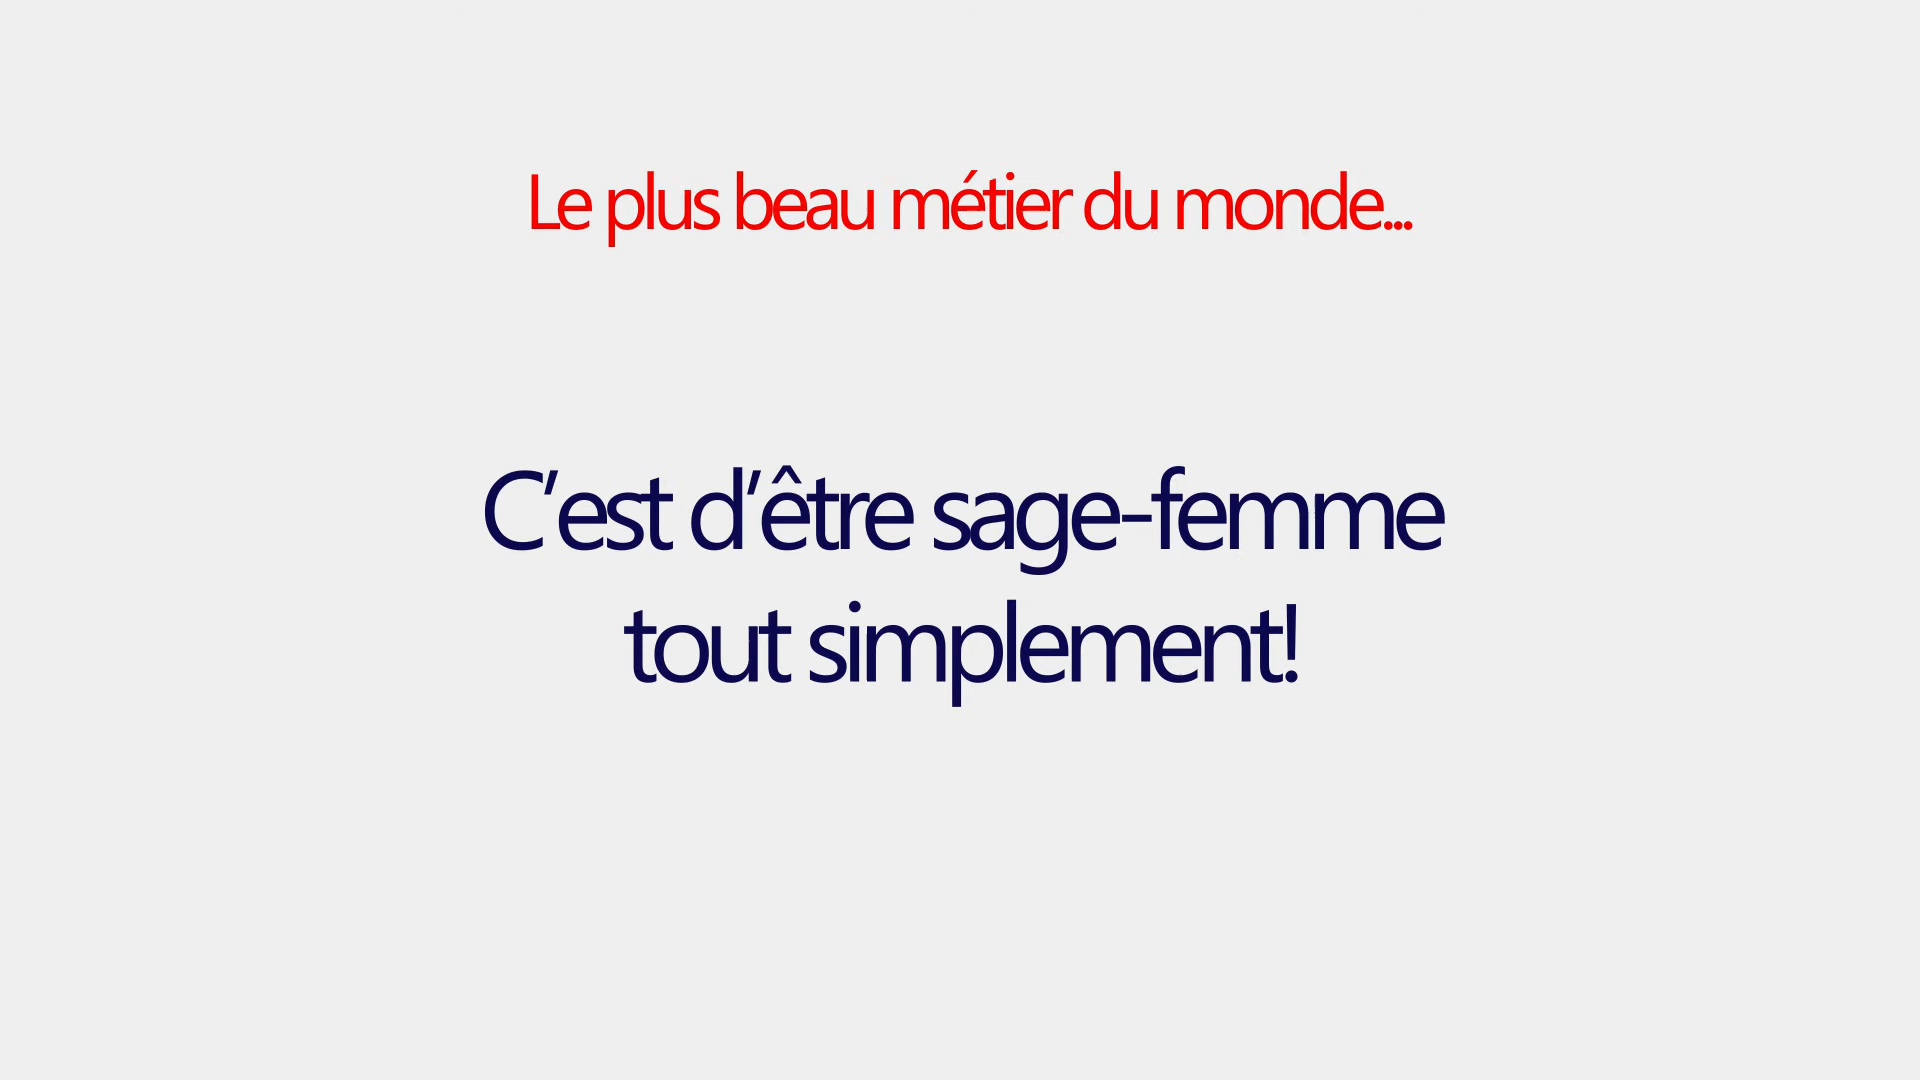 Le plus beau métier du monde...
C’est d’être sage-femme
tout simplement!